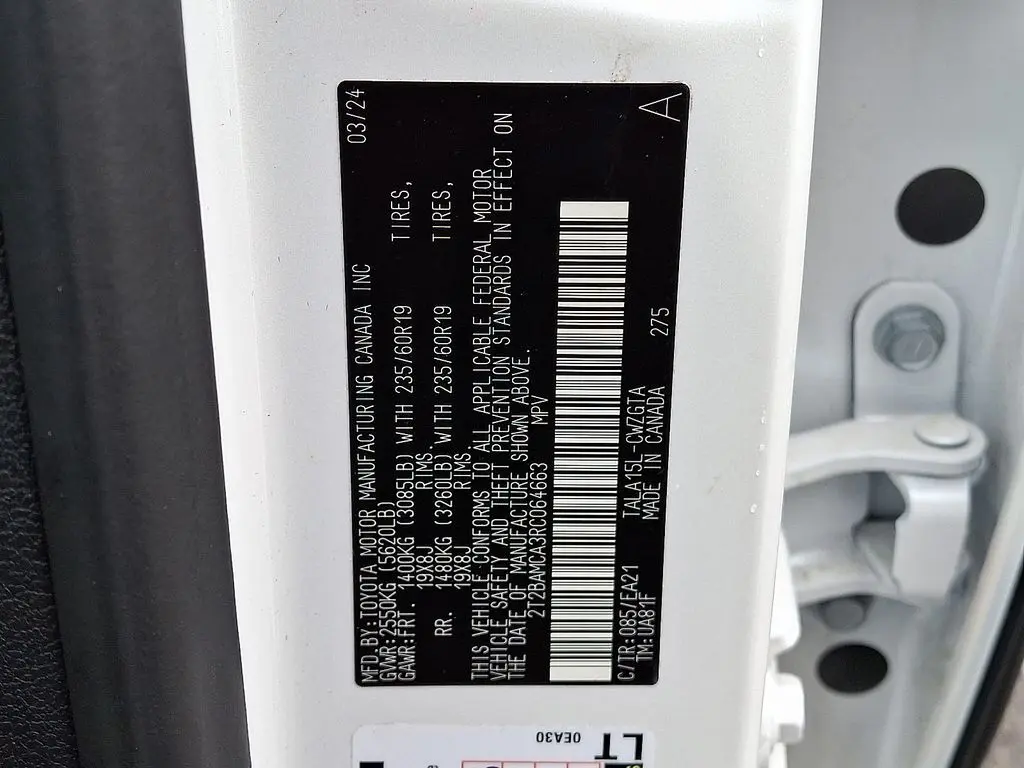 MFD BY:TOYOTA MOTOR MANUFACTURING CANADA INC 03/24
GVWR:2550KG (5620LB)
GAWR:FRT. 1400KG (3085LB) WITH 235/60R19 TIRES,
19X8J RIMS.
RR. 1480KG (3260LB) WITH 235/60R19 TIRES,
19X8J RIMS.
THIS VEHICLE CONFORMS TO ALL APPLICABLE FEDERAL MOTOR
VEHICLE SAFETY AND THEFT PREVENTION STANDARDS IN EFFECT ON
THE DATE OF MANUFACTURE SHOWN ABOVE.
2T2BAMCA3RC064663 MPV
C/TR:089/EA21 TALA15L-CWZGTA 275
TM:UA81F MADE IN CANADA A
0EA30
LT